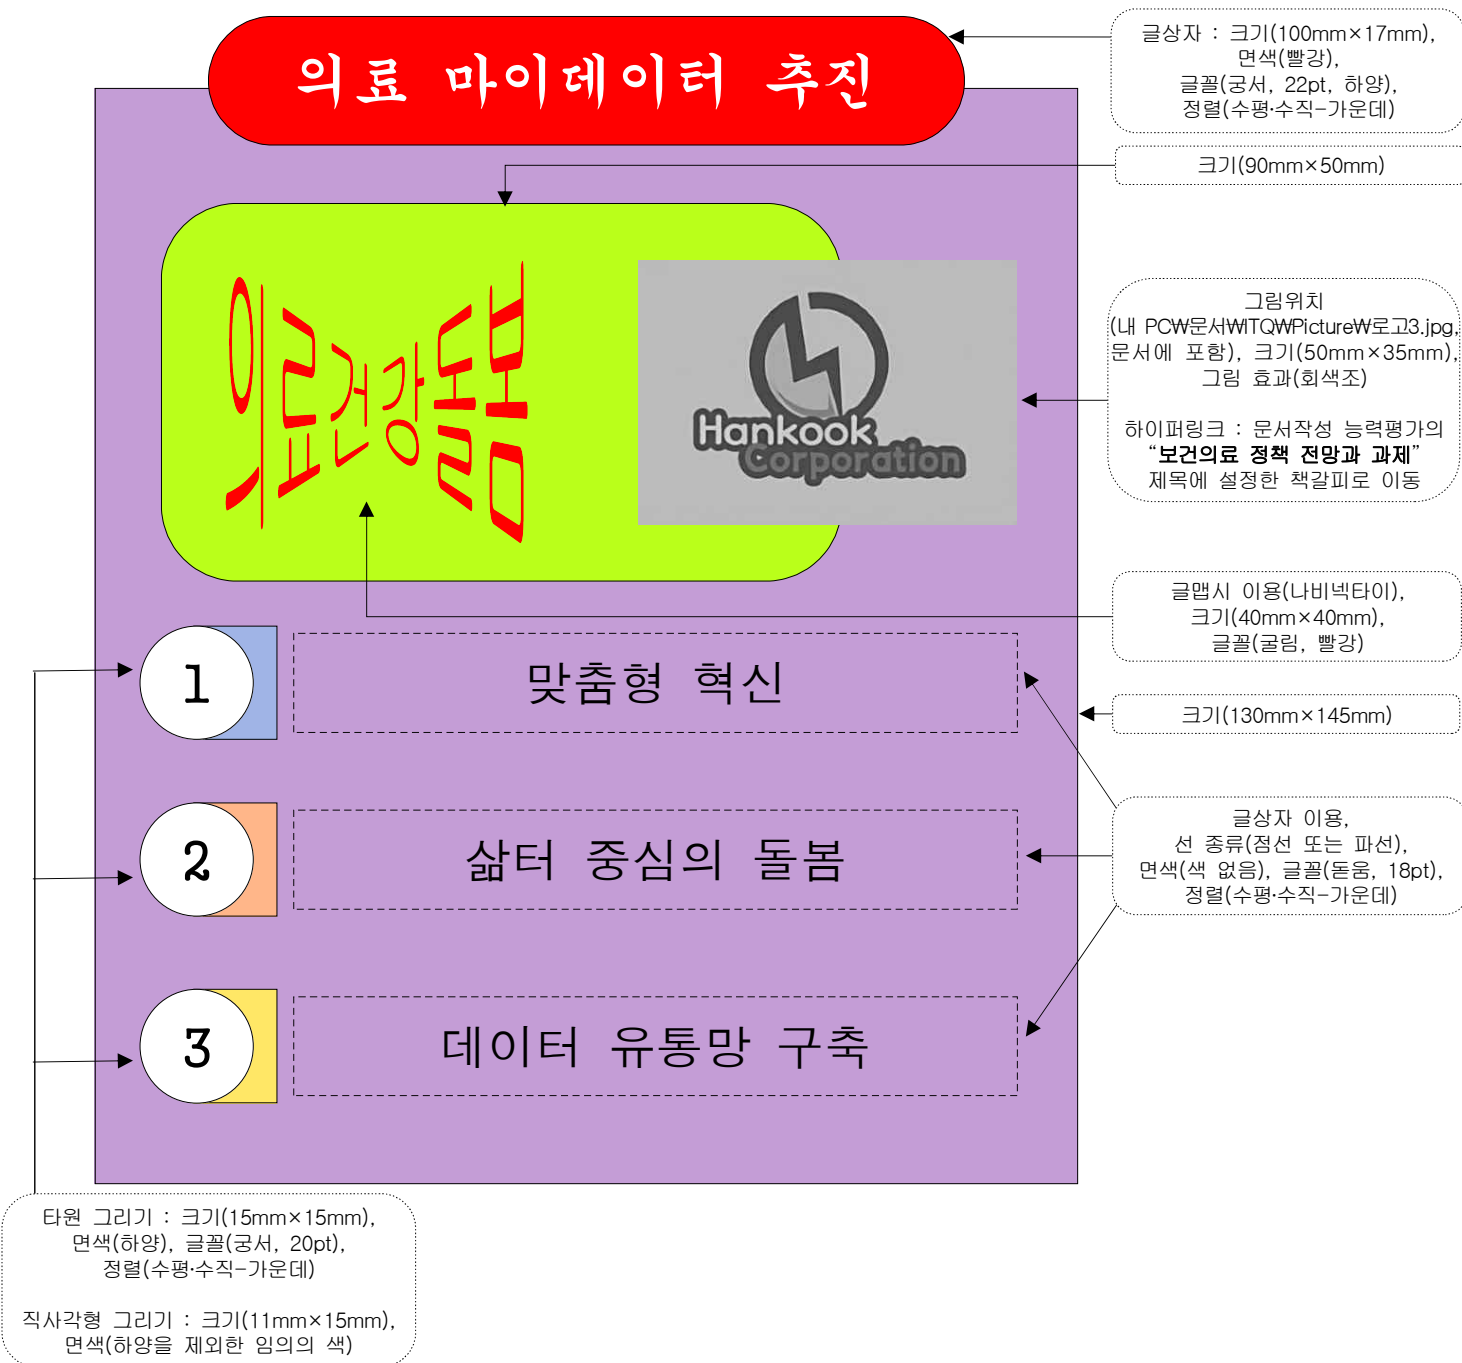 의료 마이데이터 추진
글상자 : 크기(100mm×17mm),
면색(빨강),
글꼴(궁서, 22pt, 하양),
정렬(수평·수직-가운데)
크기(90mm×50mm)
의료건강돌봄
Hankook
Corporation
그림위치
(내 PC₩문서₩ITQ₩Picture₩로고3.jpg,
문서에 포함), 크기(50mm×35mm),
그림 효과(회색조)
하이퍼링크 : 문서작성 능력평가의
“보건의료 정책 전망과 과제”
제목에 설정한 책갈피로 이동
글맵시 이용(나비넥타이),
크기(40mm×40mm),
글꼴(굴림, 빨강)
1
맞춤형 혁신
크기(130mm×145mm)
2
삶터 중심의 돌봄
글상자 이용,
선 종류(점선 또는 파선),
면색(색 없음), 글꼴(돋움, 18pt),
정렬(수평·수직-가운데)
3
데이터 유통망 구축
타원 그리기 : 크기(15mm×15mm),
면색(하양), 글꼴(궁서, 20pt),
정렬(수평·수직-가운데)
직사각형 그리기 : 크기(11mm×15mm),
면색(하양을 제외한 임의의 색)